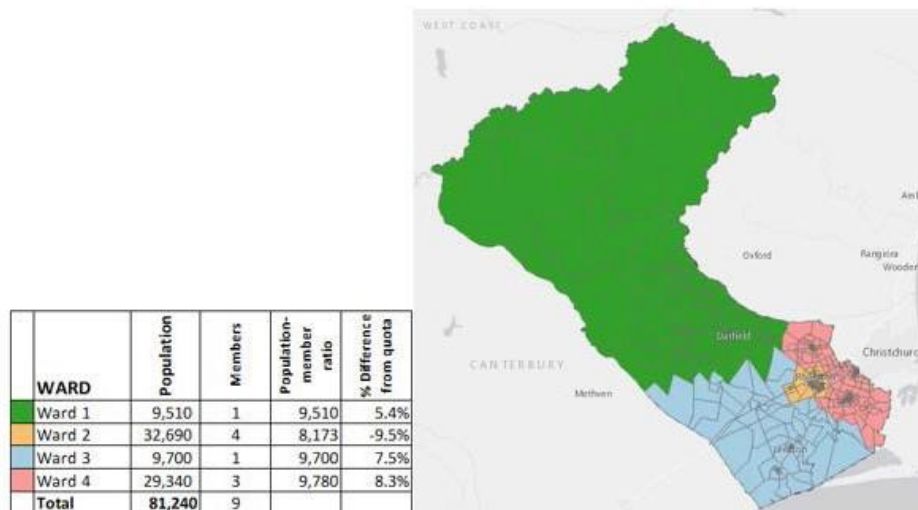 WARD Population Members Population-member ratio % Difference from quota
Ward 1 9,510 1 9,510 5.4%
Ward 2 32,690 4 8,173 -9.5%
Ward 3 9,700 1 9,700 7.5%
Ward 4 29,340 3 9,780 8.3%
Total 81,240 9
WEST COAST
Oxford
Rangiora
Darfield
Christchurc
CANTERBURY
Methven